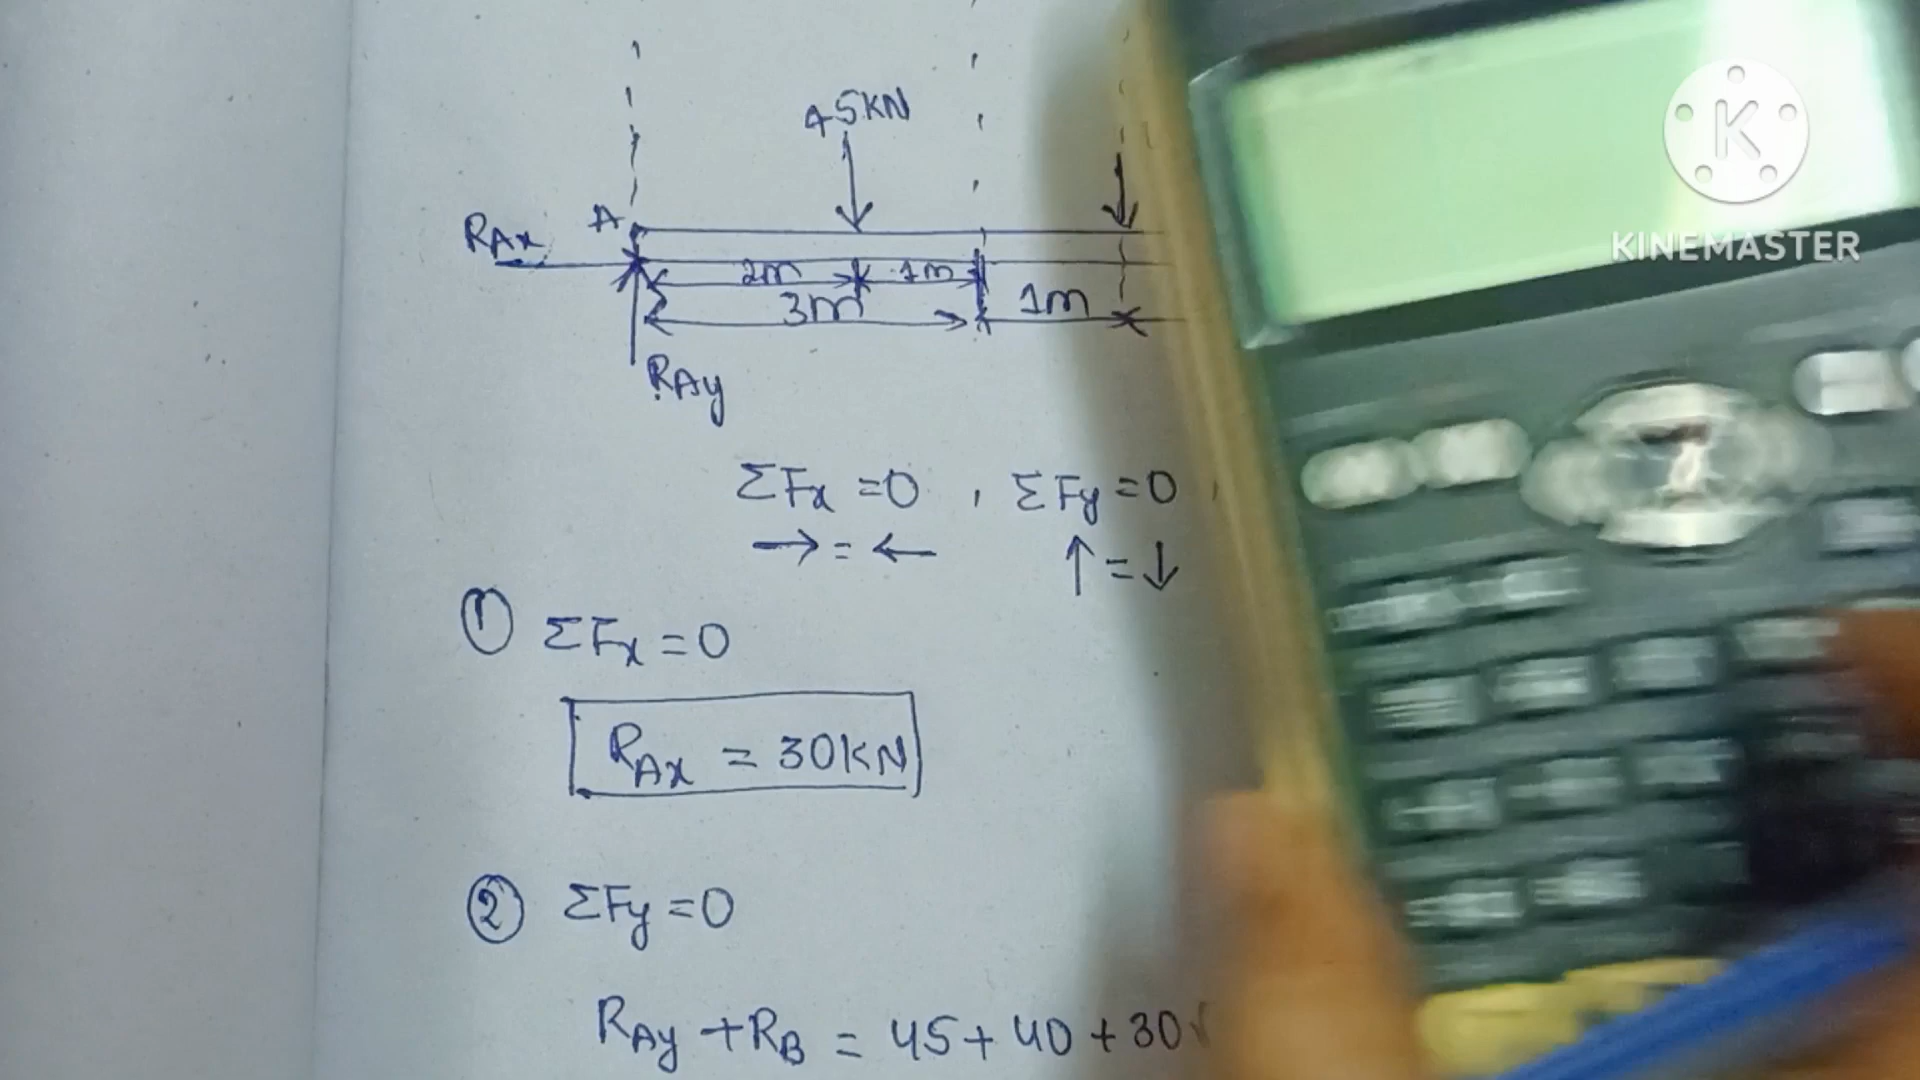 45KN
K
KINEMASTER
A
RAx
2m 1m
3m 1m
RAy
ΣFx =0 , ΣFy =0
→ = ← ↑ = ↓
① ΣFx = 0
RAx = 30KN
② ΣFy =0
RAy + RB = 45 + 40 + 30√